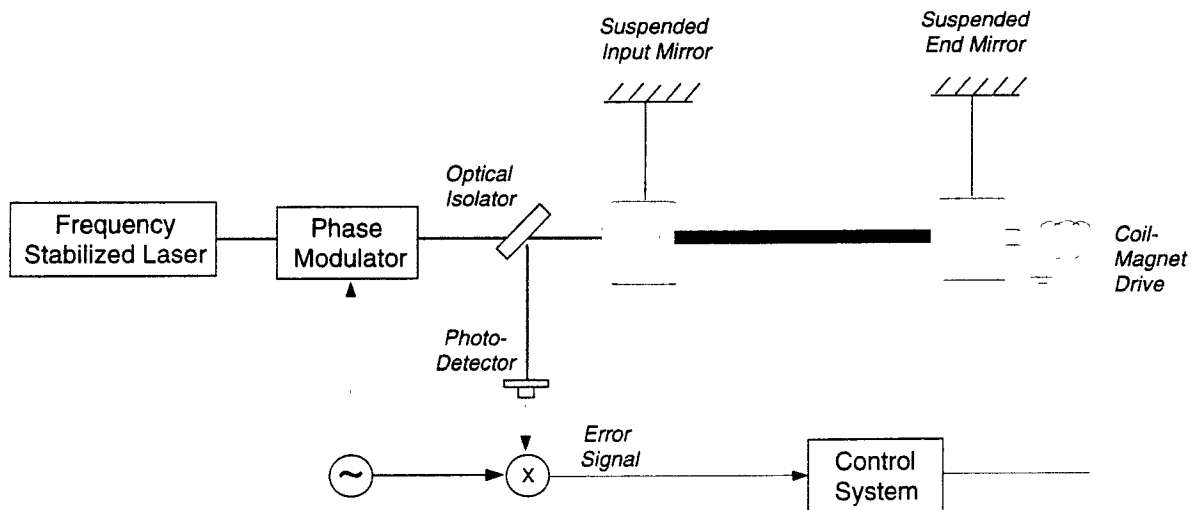 Suspended
Input Mirror
Suspended
End Mirror
Optical
Isolator
Frequency
Stabilized Laser
Phase
Modulator
Coil-
Magnet
Drive
Photo-
Detector
Error
Signal
~
X
Control
System